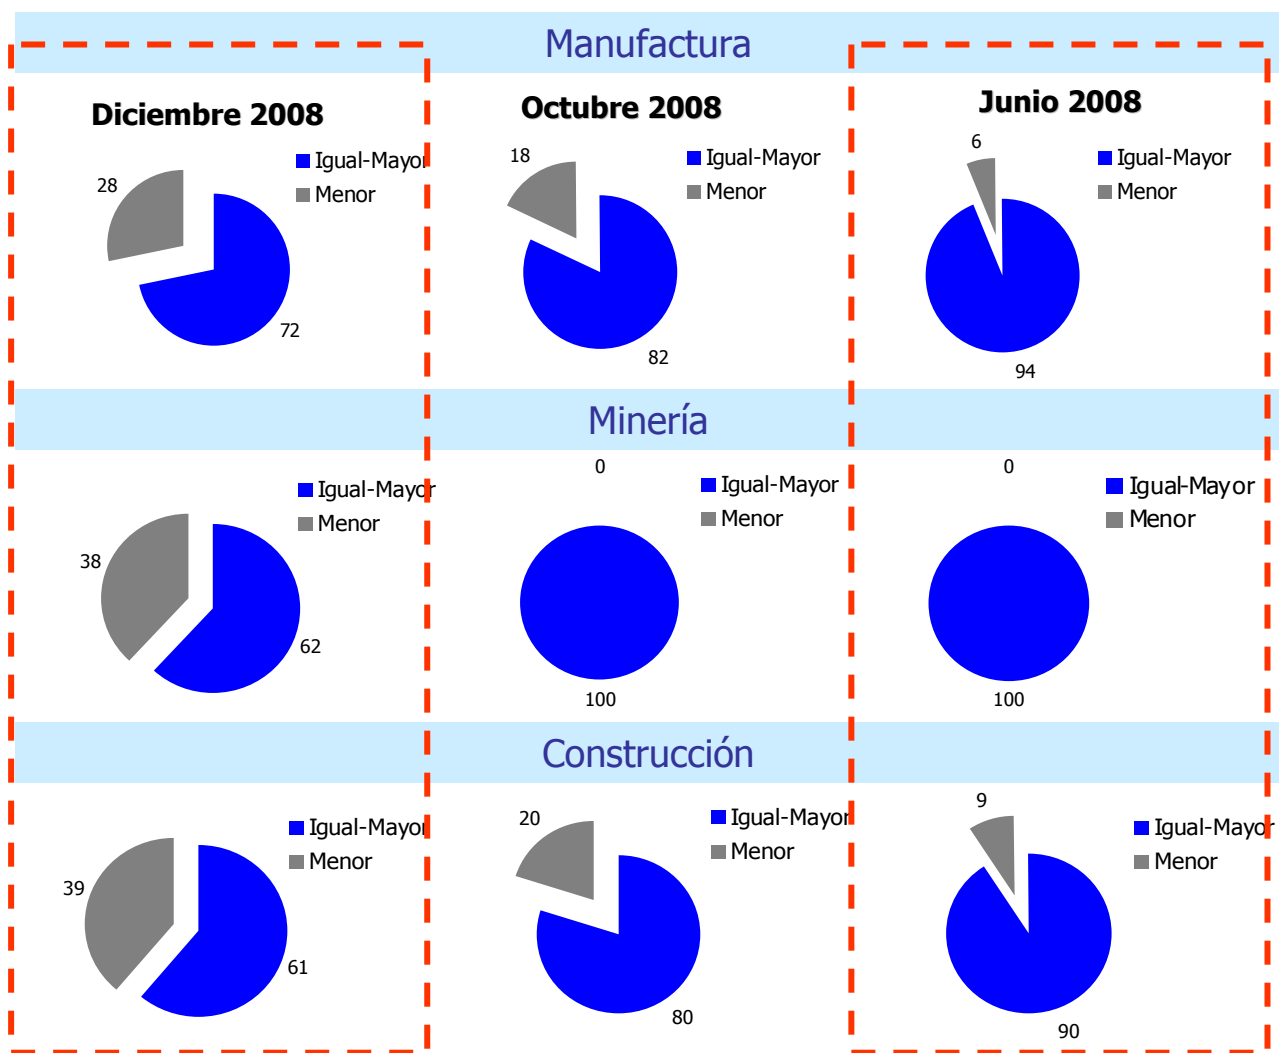 Manufactura
Diciembre 2008
Igual-Mayor
Menor
28
72
Octubre 2008
Igual-Mayor
Menor
18
82
Junio 2008
Igual-Mayor
Menor
6
94
Minería
Igual-Mayor
Menor
38
62
0
Igual-Mayor
Menor
100
0
Igual-Mayor
Menor
100
Construcción
Igual-Mayor
Menor
39
61
20
Igual-Mayor
Menor
80
9
Igual-Mayor
Menor
90